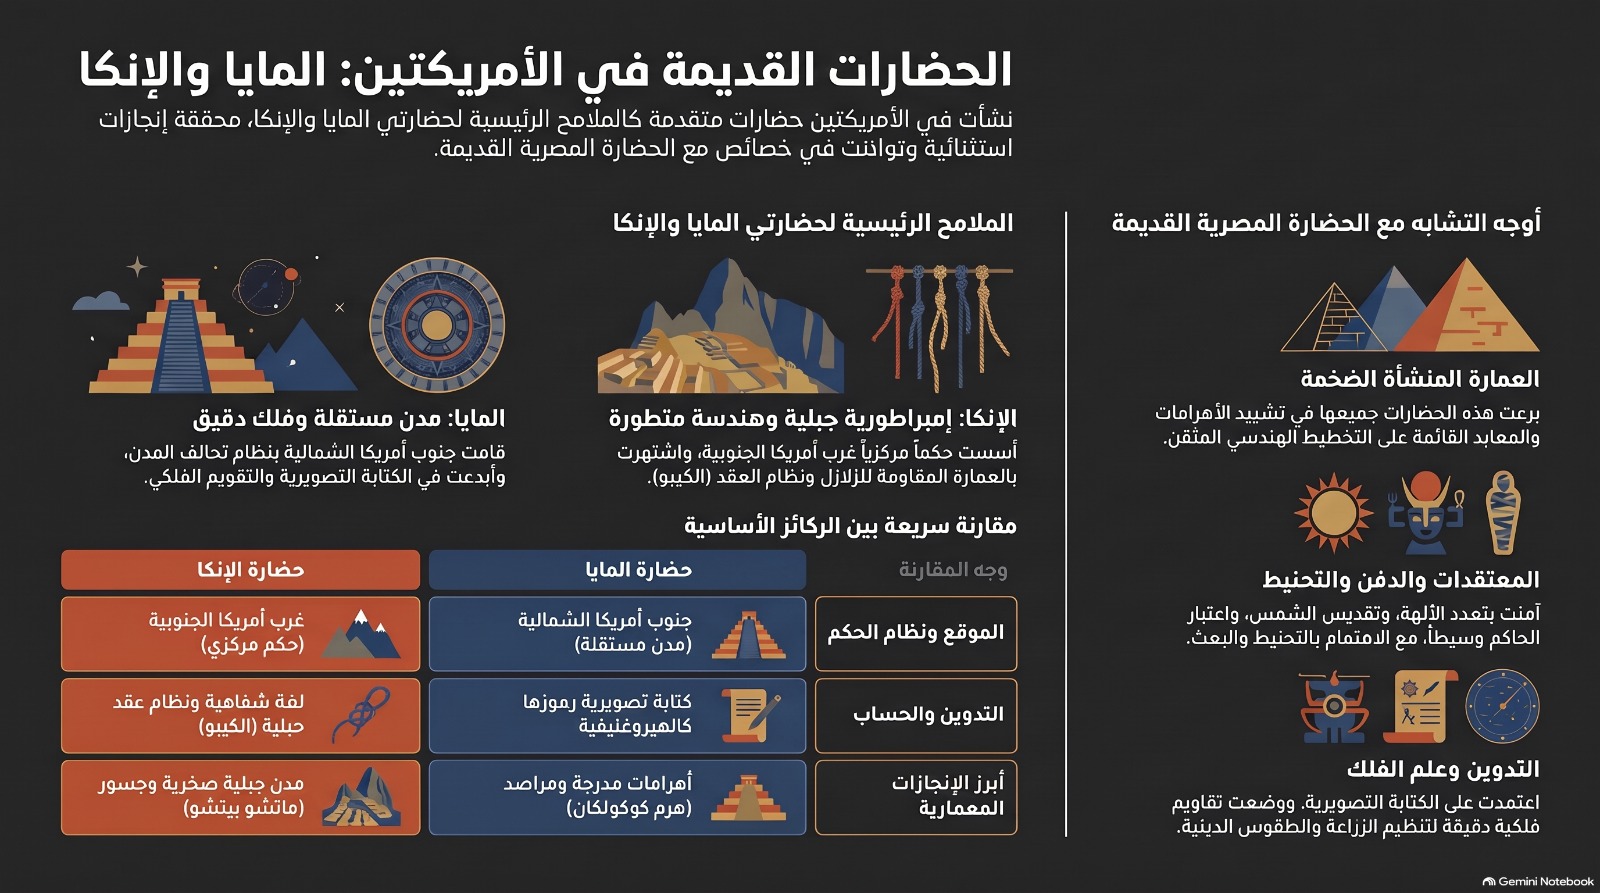 الحضارات القديمة في الأمريكتين: المايا والإنكا
نشأت في الأمريكتين حضارات متقدمة كالملامح الرئيسية لحضارتي المايا والإنكا، محققة إنجازات
استثنائية وتواذنت في خصائص مع الحضارة المصرية القديمة.
أوجه التشابه مع الحضارة المصرية القديمة
العمارة المنشأة الضخمة
برعت هذه الحضارات جميعها في تشييد الأهرامات
والمعابد القائمة على التخطيط الهندسي المثقن.
المعتقدات والدفن والتحنيط
آمنت بتعدد الألهة، وتقديس الشمس، واعتبار
الحاكم وسيطاً، مع الامتمام بالتحنيط والبعث.
التدوين وعلم الفلك
اعتمدت على الكتابة التصويرية. ووضعت تقاويم
فلكية دقيقة لتنظيم الززاعة والطقوس الدينية.
الملامح الرئيسية لحضارتي المايا والإنكا
الإنكا: إمبراطورية جبلية وهندسة متطورة
أسست حكماً مركزياً غرب أمريكا الجنوبية، واشتهرت
بالعمارة المقاومة للزلازل ونظام العقد (الكيبو).
المايا: مدن مستقلة وفلك دقيق
قامت جنوب أمريكا الشمالية بنظام تحالف المدن،
وأبدعت في الكتابة التصويرية والتقويم الفلكي.
مقارنة سريعة بين الركائز الأساسية
وجه المقارنة
حضارة المايا
حضارة الإنكا
الموقع ونظام الحكم
جنوب أمريكا الشمالية
(مدن مستقلة)
غرب أمريكا الجنوبية
(حكم مركزي)
التدوين والحساب
كتابة تصويرية رموزها
كالهيروغنيفية
لغة شفاهية ونظام عقد
حبلية (الكيبو)
أبرز الإنجازات
المعمارية
أهرامات مدرجة ومراصد
(هرم كوكولكان)
مدن جبلية صخرية وجسور
(ماتشو بيتشو)
Gemini Notebook